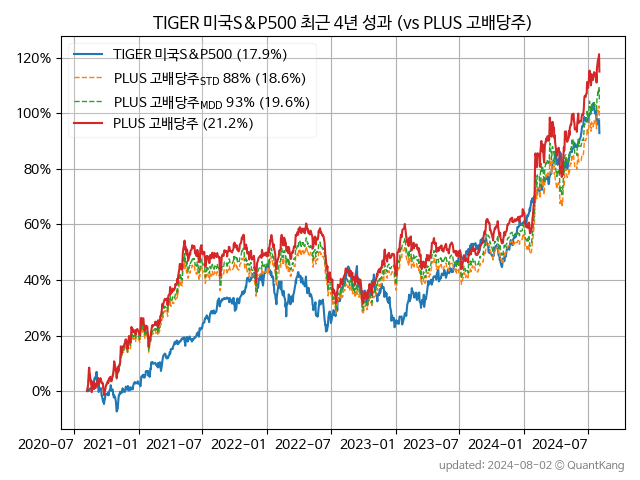 TIGER 미국S&P500 최근 4년 성과 (vs PLUS 고배당주)
120%
100%
80%
60%
40%
20%
0%
TIGER 미국S&P500 (17.9%)
PLUS 고배당주STD 88% (18.6%)
PLUS 고배당주MDD 93% (19.6%)
PLUS 고배당주 (21.2%)
2020-07 2021-01 2021-07 2022-01 2022-07 2023-01 2023-07 2024-01 2024-07
updated: 2024-08-02 © QuantKang